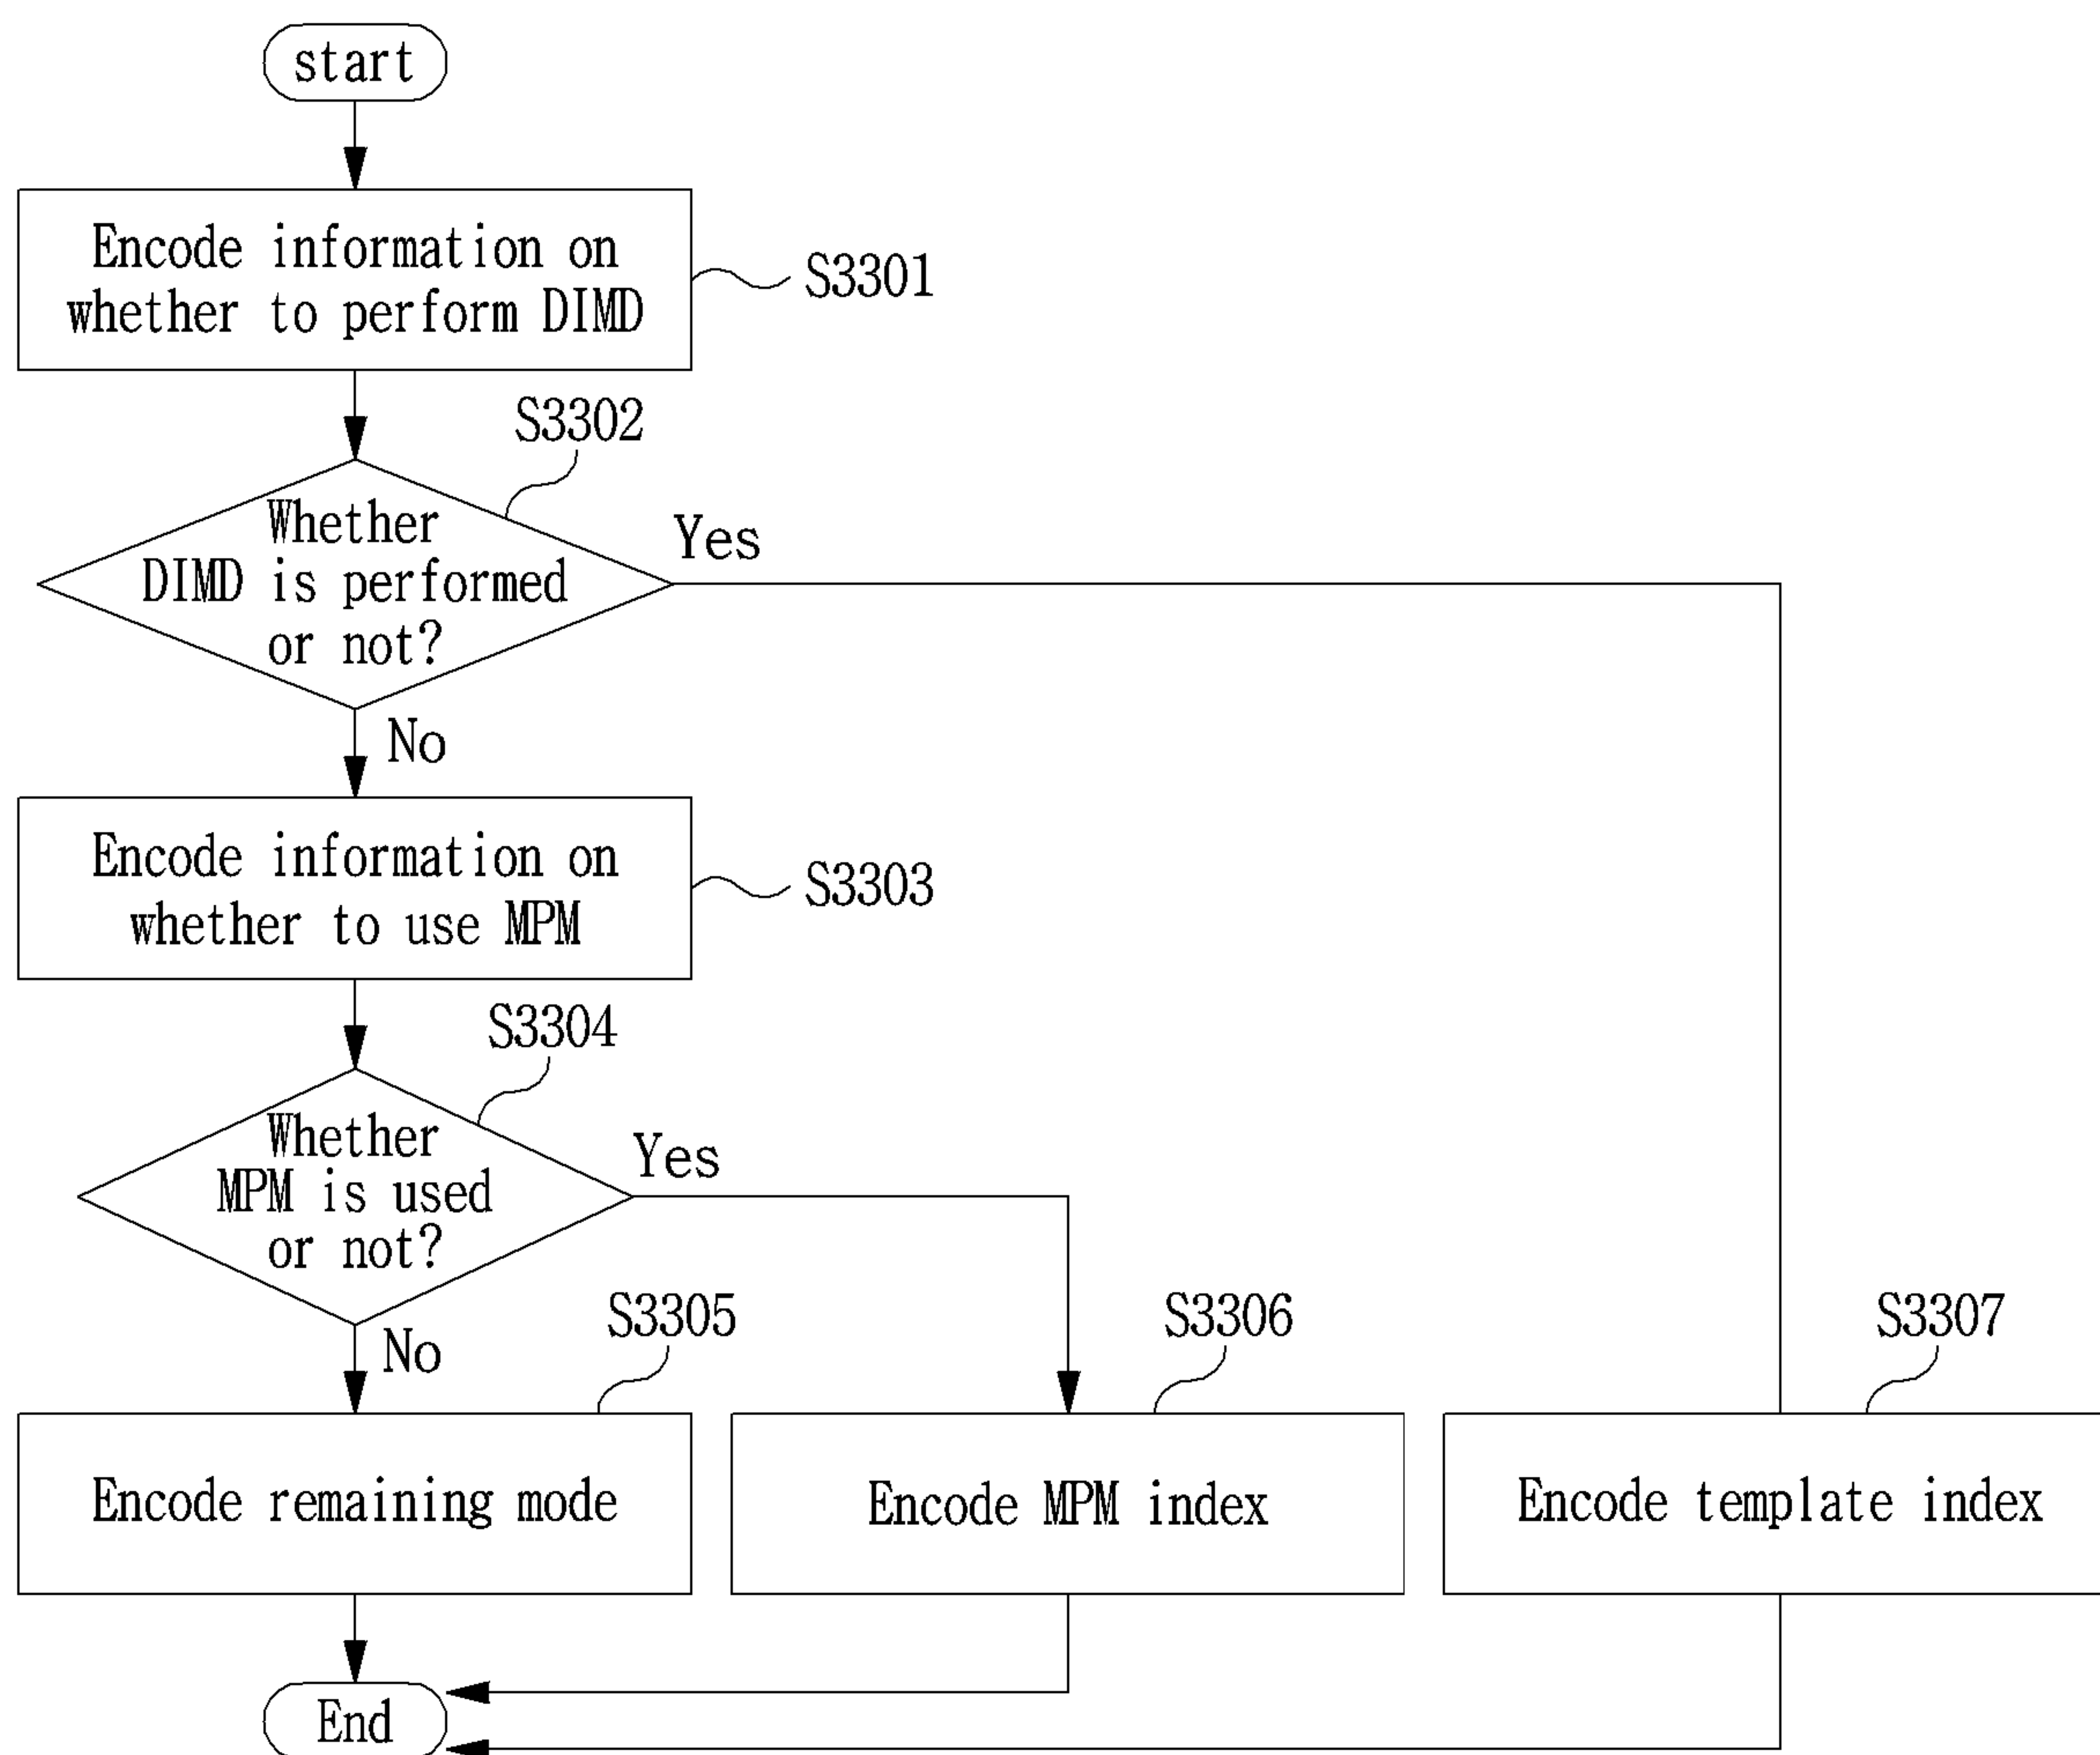 start
Encode information on
whether to perform DIMD
S3301
S3302
Whether
DIMD is performed
or not?
Yes
No
Encode information on
whether to use MPM
S3303
S3304
Whether
MPM is used
or not?
Yes
No
S3305
S3306
S3307
Encode remaining mode
Encode MPM index
Encode template index
End